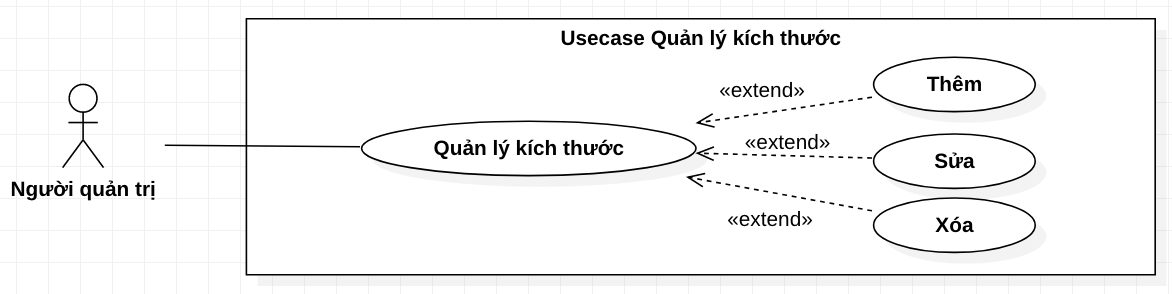 Usecase Quản lý kích thước
«extend»
Thêm
«extend»
Quản lý kích thước
Sửa
Người quản trị
«extend»
Xóa